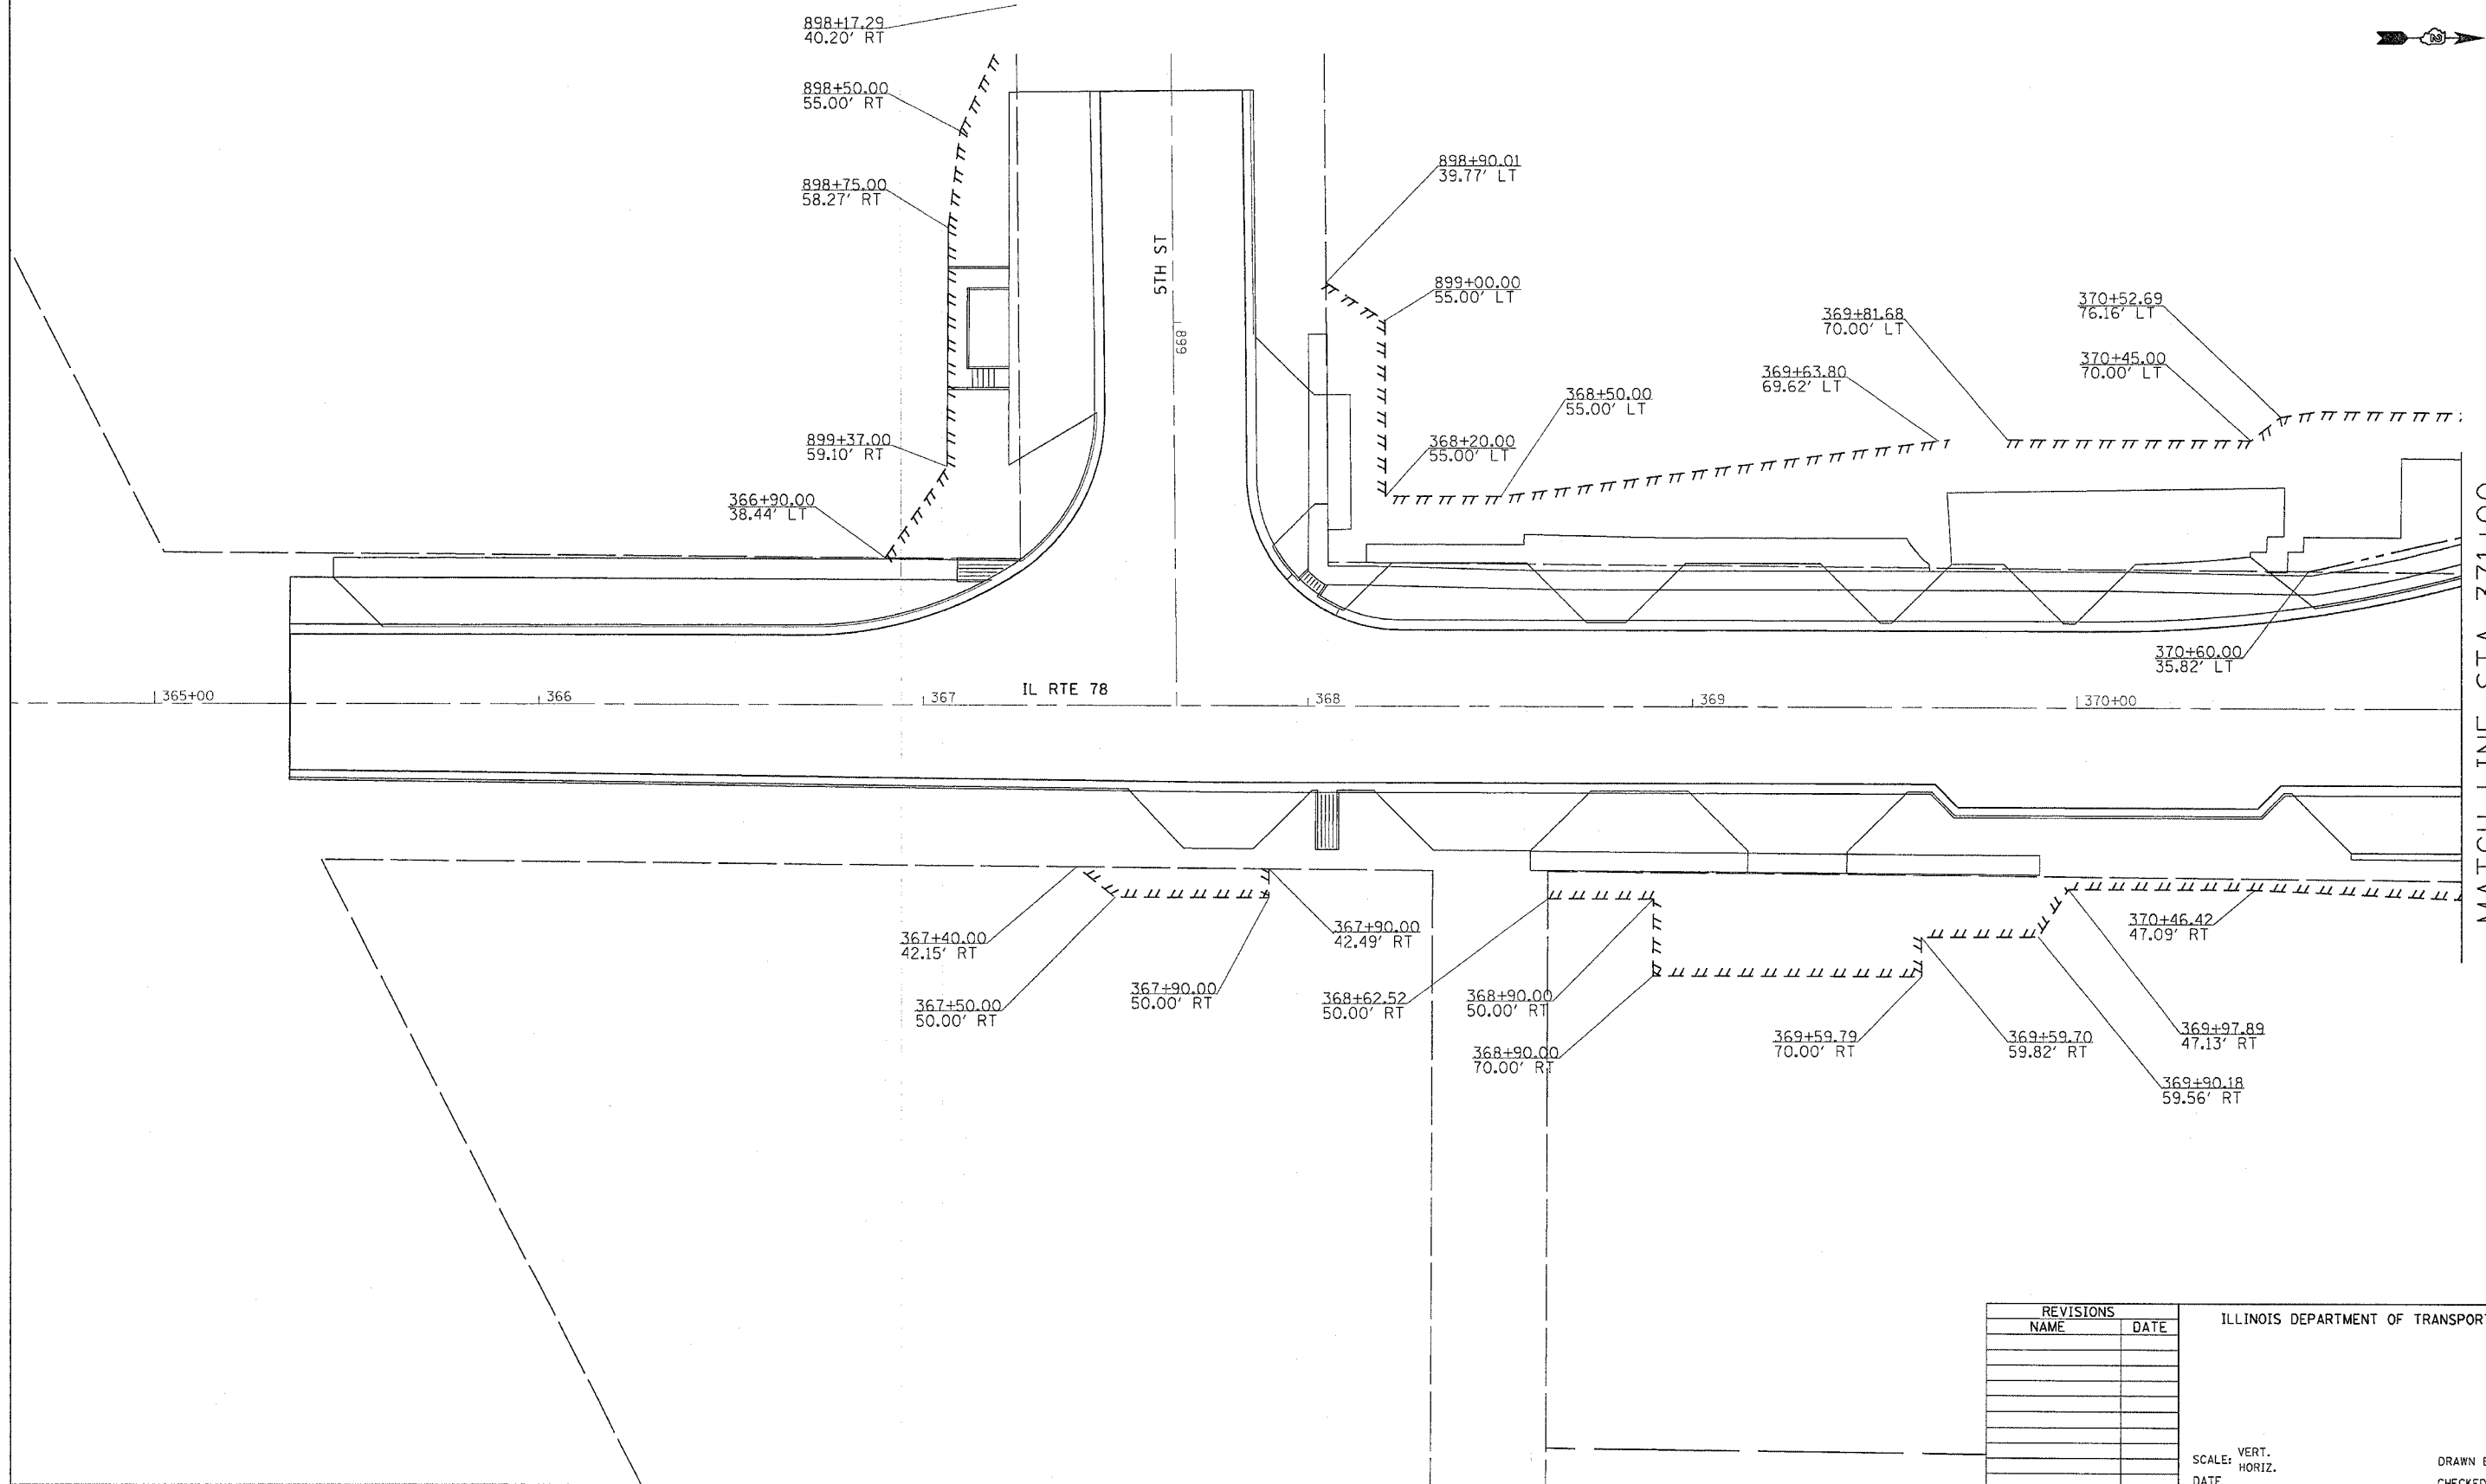 898+17.29
40.20' RT
898+50.00
55.00' RT
898+75.00
58.27' RT
899+37.00
59.10' RT
366+90.00
38.44' LT
5TH ST
899
898+90.01
39.77' LT
899+00.00
55.00' LT
368+20.00
55.00' LT
368+50.00
55.00' LT
369+63.80
69.62' LT
369+81.68
70.00' LT
370+52.69
76.16' LT
370+45.00
70.00' LT
370+60.00
35.82' LT
365+00
366
367
IL RTE 78
368
369
370+00
367+40.00
42.15' RT
367+50.00
50.00' RT
367+90.00
50.00' RT
367+90.00
42.49' RT
368+62.52
50.00' RT
368+90.00
50.00' RT
368+90.00
70.00' RT
369+59.79
70.00' RT
369+59.70
59.82' RT
369+90.18
59.56' RT
369+97.89
47.13' RT
370+46.42
47.09' RT
MATCH LINE STA 371+00
REVISIONS
NAME DATE
ILLINOIS DEPARTMENT OF TRANSPORT
SCALE: VERT.
HORIZ.
DATE
DRAWN B
CHECKED